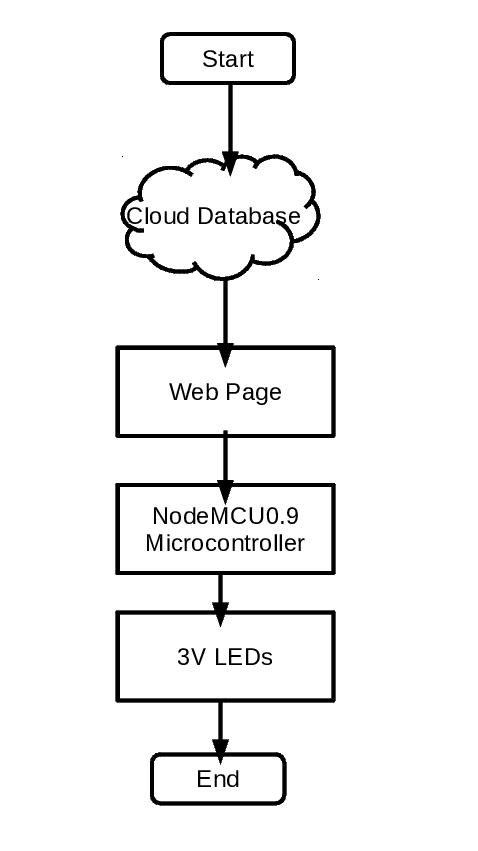 Start
Cloud Database
Web Page
NodeMCU0.9
Microcontroller
3V LEDs
End